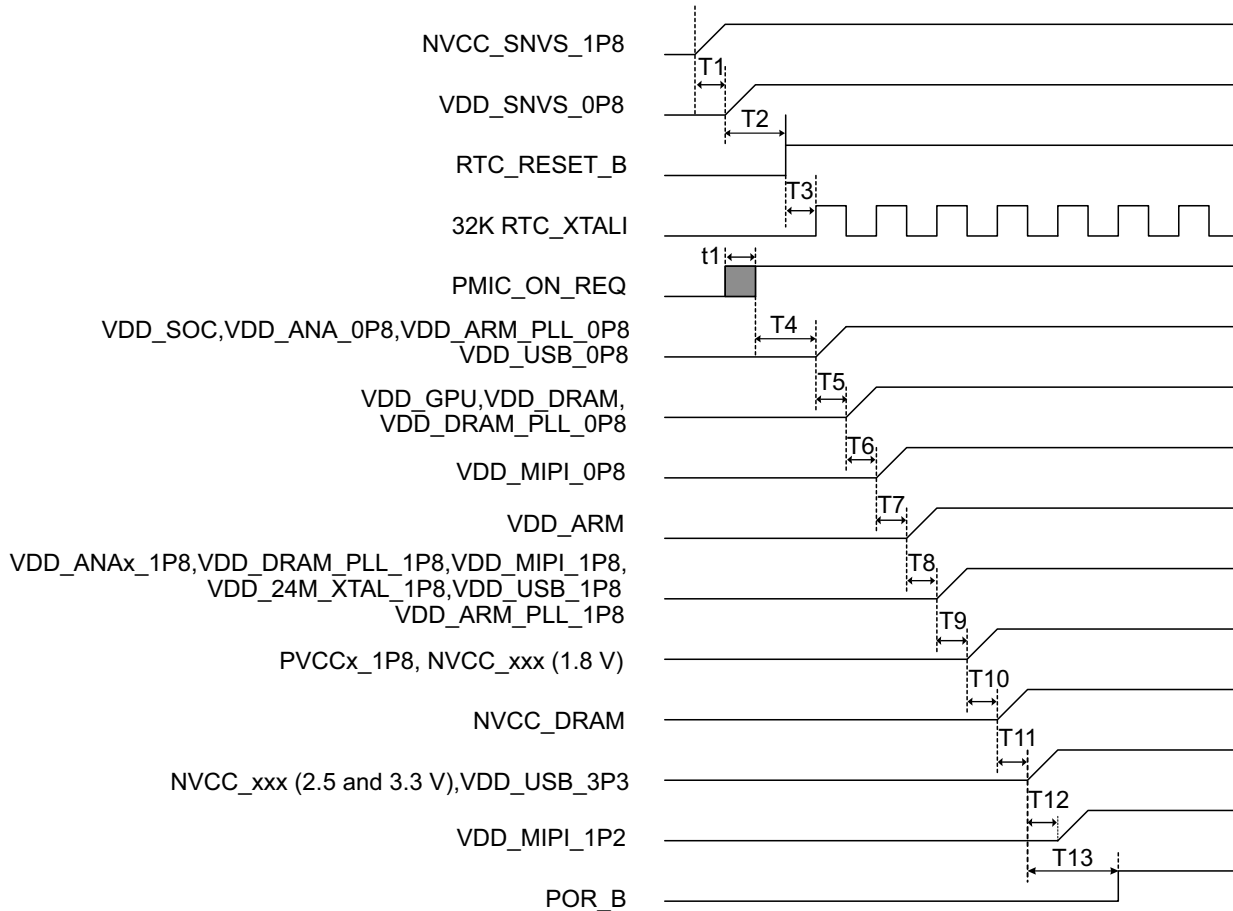 NVCC_SNVS_1P8
T1
VDD_SNVS_0P8
T2
RTC_RESET_B
T3
32K RTC_XTALI
t1
PMIC_ON_REQ
T4
VDD_SOC,VDD_ANA_0P8,VDD_ARM_PLL_0P8
VDD_USB_0P8
T5
VDD_GPU,VDD_DRAM,
VDD_DRAM_PLL_0P8
T6
VDD_MIPI_0P8
T7
VDD_ARM
T8
VDD_ANAx_1P8,VDD_DRAM_PLL_1P8,VDD_MIPI_1P8,
VDD_24M_XTAL_1P8,VDD_USB_1P8
VDD_ARM_PLL_1P8
T9
PVCCx_1P8, NVCC_xxx (1.8 V)
T10
NVCC_DRAM
T11
NVCC_xxx (2.5 and 3.3 V),VDD_USB_3P3
T12
VDD_MIPI_1P2
T13
POR_B